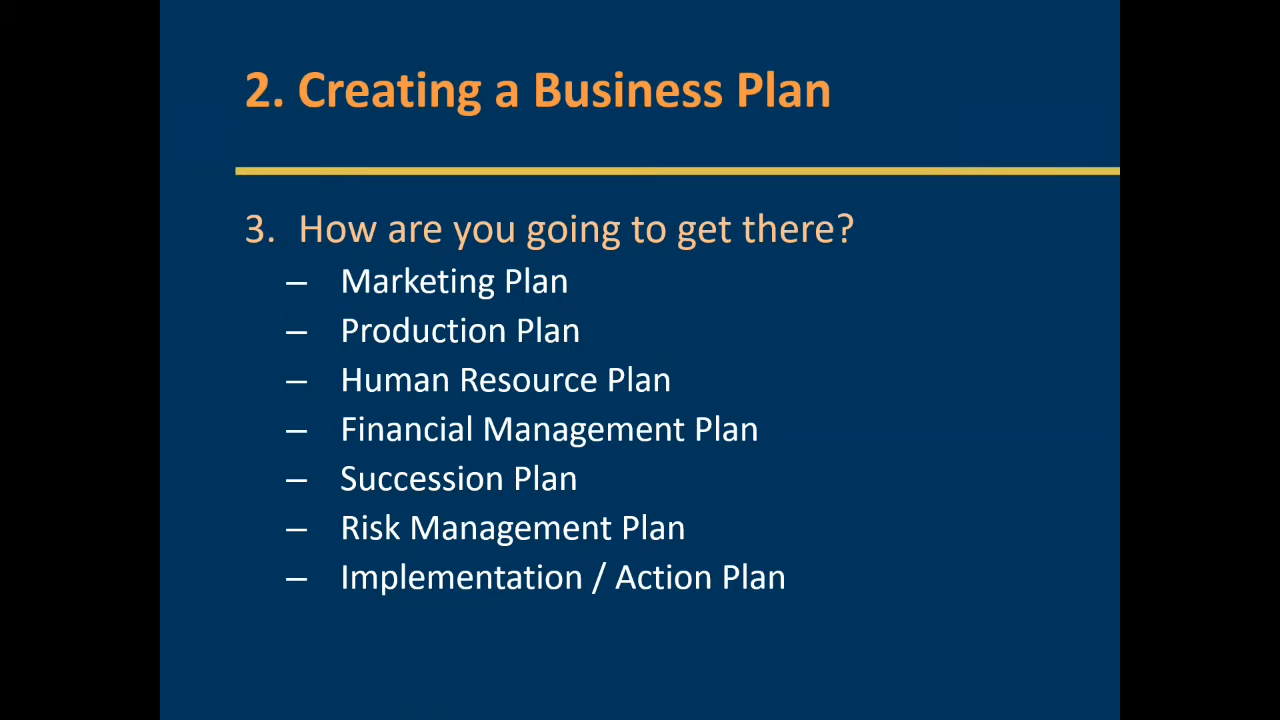 2. Creating a Business Plan
3. How are you going to get there?
– Marketing Plan
– Production Plan
– Human Resource Plan
– Financial Management Plan
– Succession Plan
– Risk Management Plan
– Implementation / Action Plan